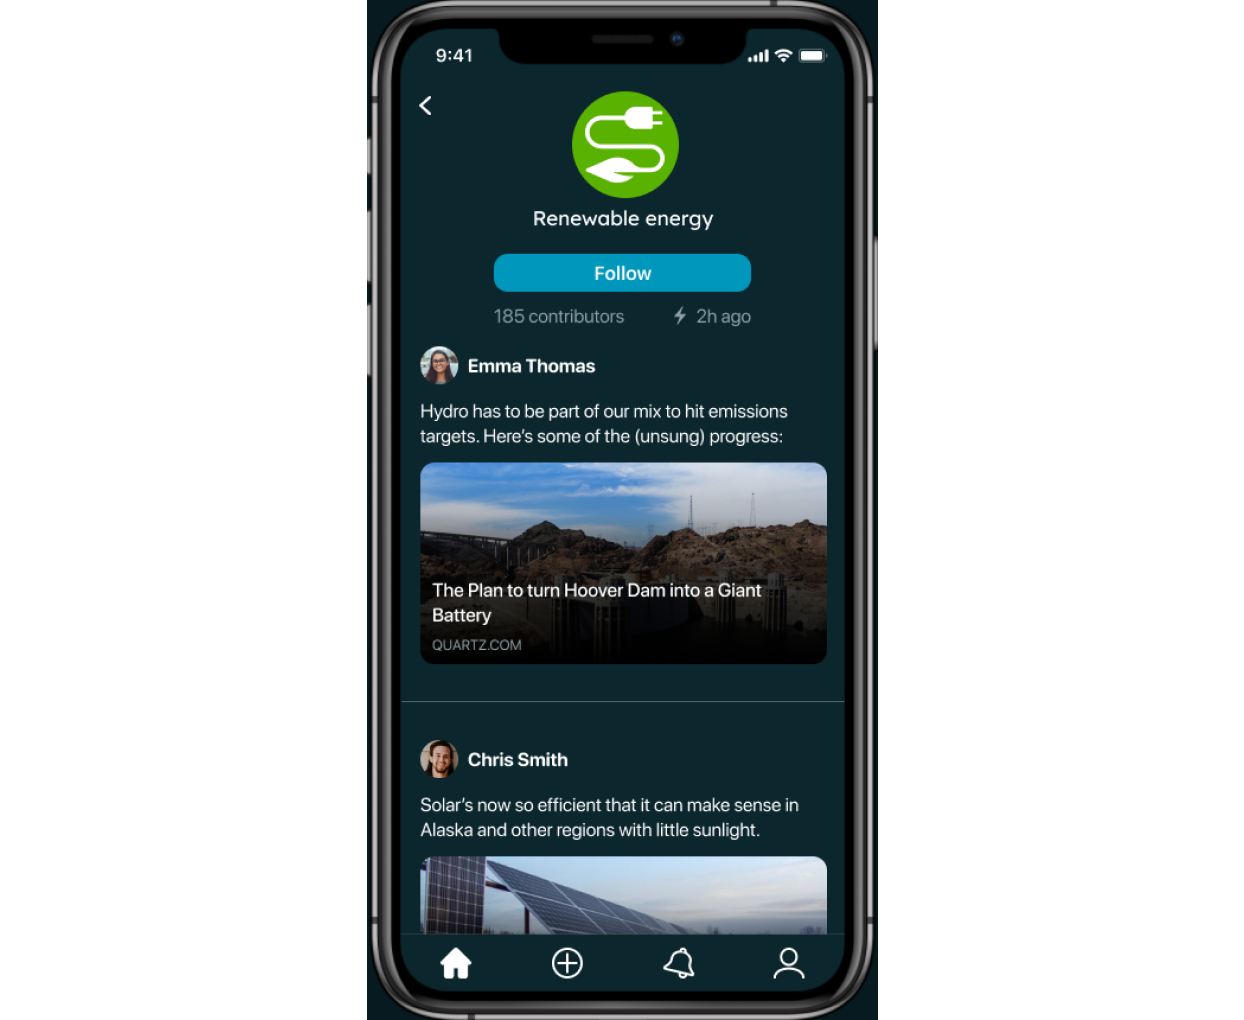 9:41
Renewable energy
Follow
185 contributors
2h ago
Emma Thomas
Hydro has to be part of our mix to hit emissions
targets. Here's some of the (unsung) progress:
The Plan to turn Hoover Dam into a Giant
Battery
QUARTZ.COM
Chris Smith
Solar's now so efficient that it can make sense in
Alaska and other regions with little sunlight.